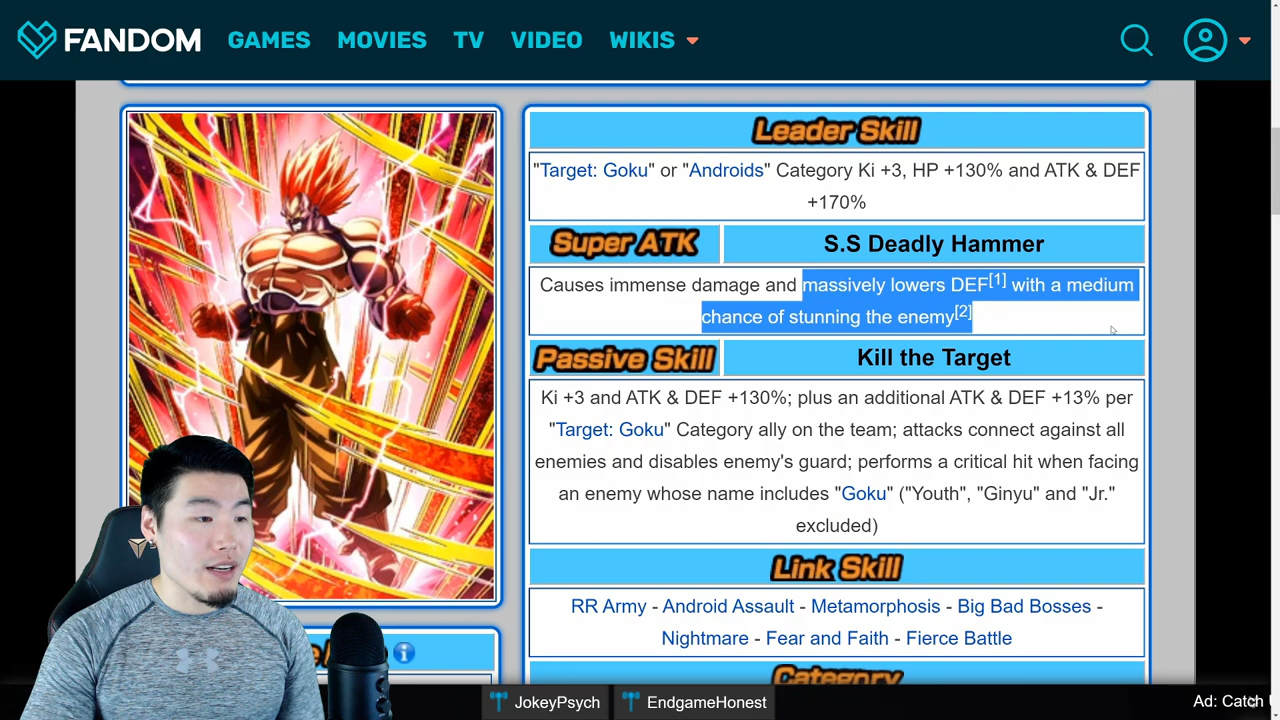 FANDOM GAMES MOVIES TV VIDEO WIKIS
Leader Skill
"Target: Goku" or "Androids" Category Ki +3, HP +130% and ATK & DEF
+170%
Super ATK S.S Deadly Hammer
Causes immense damage and massively lowers DEF[1] with a medium
chance of stunning the enemy[2]
Passive Skill Kill the Target
Ki +3 and ATK & DEF +130%; plus an additional ATK & DEF +13% per
"Target: Goku" Category ally on the team; attacks connect against all
enemies and disables enemy's guard; performs a critical hit when facing
an enemy whose name includes "Goku" ("Youth", "Ginyu" and "Jr."
excluded)
Link Skill
RR Army - Android Assault - Metamorphosis - Big Bad Bosses -
Nightmare - Fear and Faith - Fierce Battle
Category
JokeyPsych EndgameHonest Ad: Catch